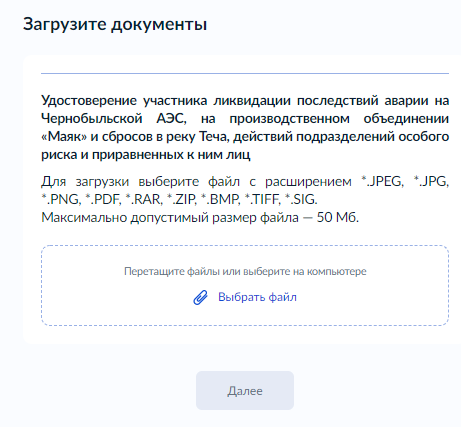 Загрузите документы
Удостоверение участника ликвидации последствий аварии на
Чернобыльской АЭС, на производственном объединении
«Маяк» и сбросов в реку Теча, действий подразделений особого
риска и приравненных к ним лиц
Для загрузки выберите файл с расширением *.JPEG, *.JPG,
*.PNG, *.PDF, *.RAR, *.ZIP, *.BMP, *.TIFF, *.SIG.
Максимально допустимый размер файла — 50 Мб.
Перетащите файлы или выберите на компьютере
Выбрать файл
Далее